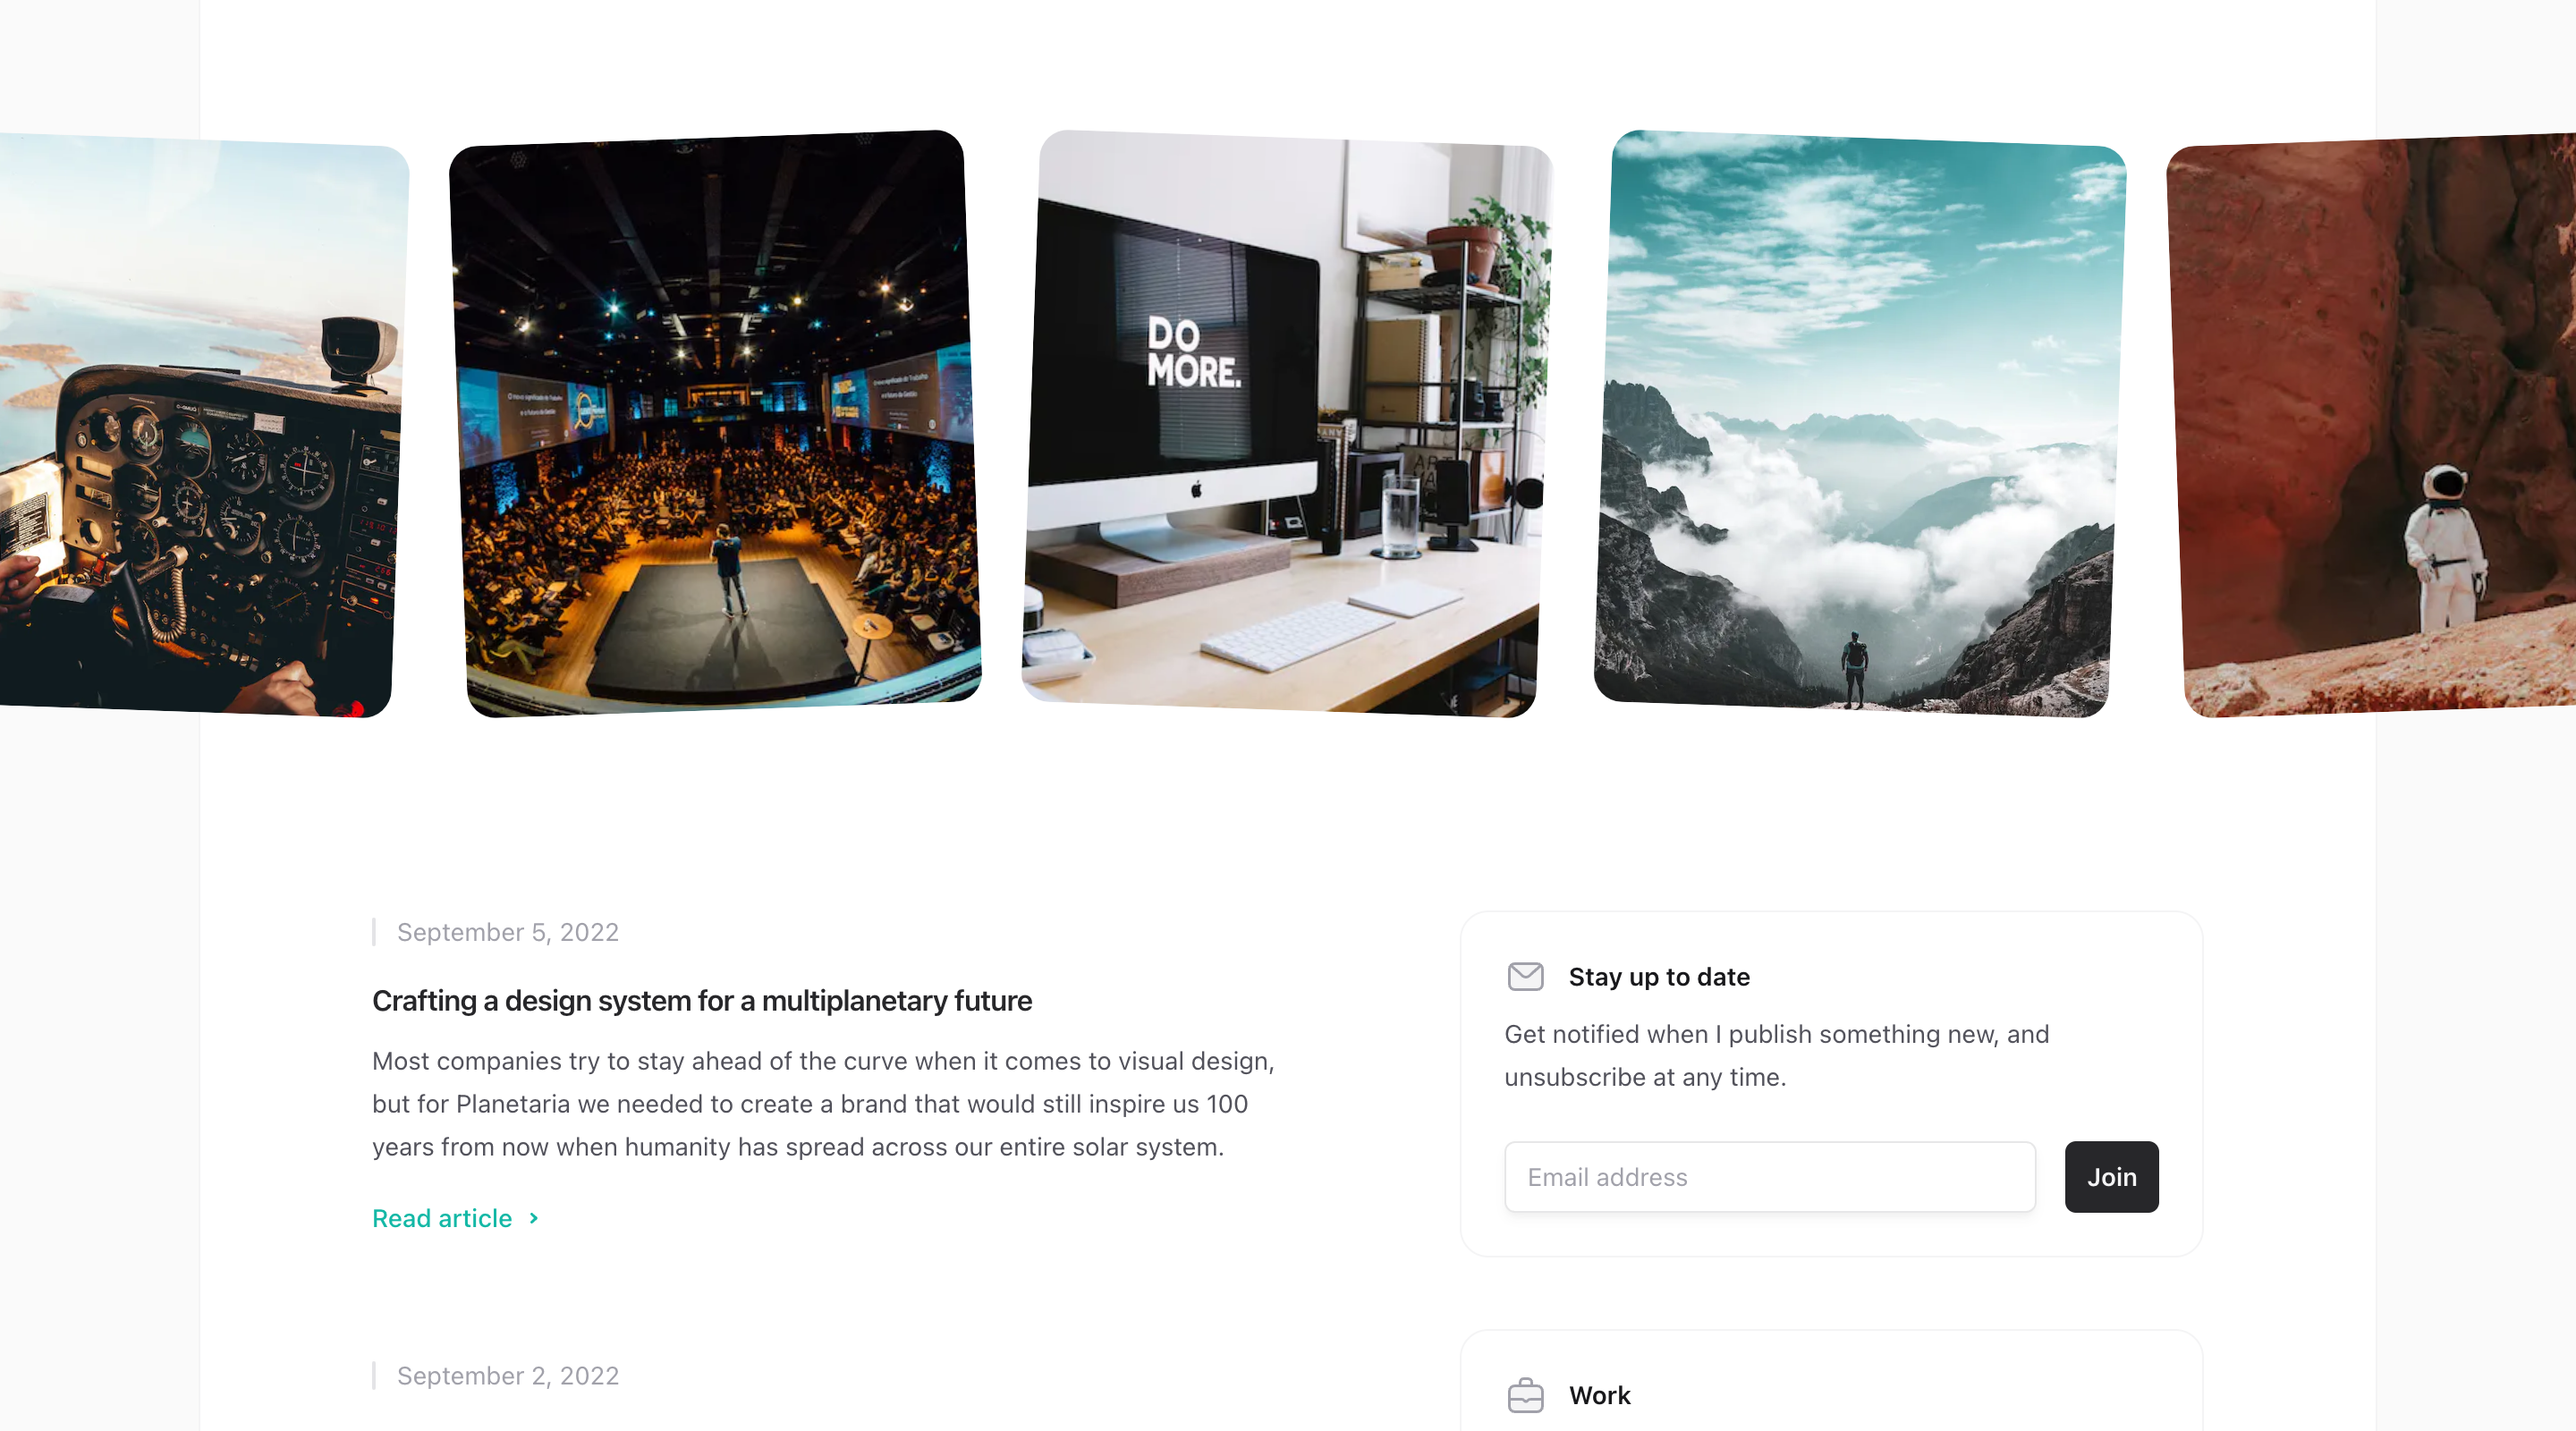 DO
MORE.
September 5, 2022
Crafting a design system for a multiplanetary future
Most companies try to stay ahead of the curve when it comes to visual design,
but for Planetaria we needed to create a brand that would still inspire us 100
years from now when humanity has spread across our entire solar system.
Read article
September 2, 2022
Stay up to date
Get notified when I publish something new, and
unsubscribe at any time.
Email address
Join
Work